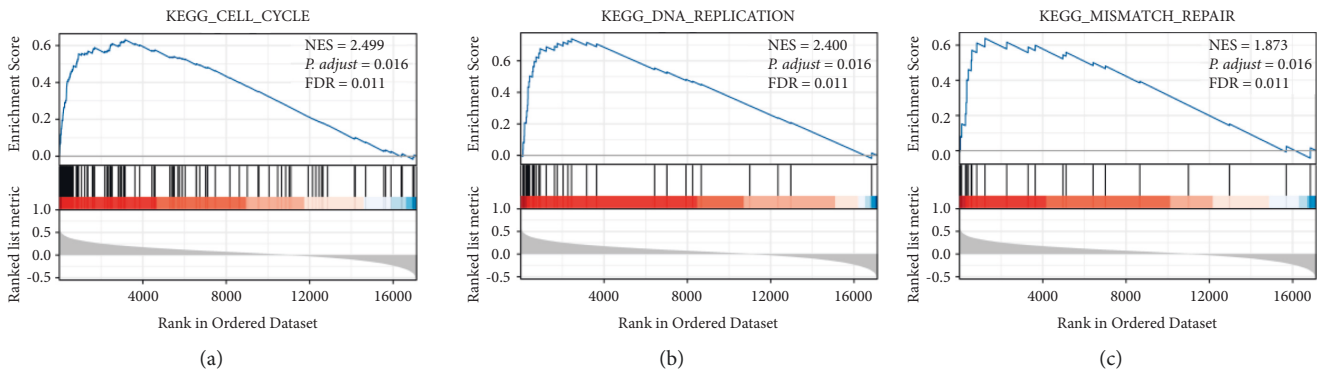 KEGG_CELL_CYCLE
NES = 2.499
P. adjust = 0.016
FDR = 0.011
Enrichment Score
0.6
0.4
0.2
0.0
Ranked list metric
1.0
0.5
0.0
-0.5
4000 8000 12000 16000
Rank in Ordered Dataset
(a)
KEGG_DNA_REPLICATION
NES = 2.400
P. adjust = 0.016
FDR = 0.011
Enrichment Score
0.6
0.4
0.2
0.0
Ranked list metric
1.0
0.5
0.0
-0.5
4000 8000 12000 16000
Rank in Ordered Dataset
(b)
KEGG_MISMATCH_REPAIR
NES = 1.873
P. adjust = 0.016
FDR = 0.011
Enrichment Score
0.6
0.4
0.2
0.0
Ranked list metric
1.0
0.5
0.0
-0.5
4000 8000 12000 16000
Rank in Ordered Dataset
(c)